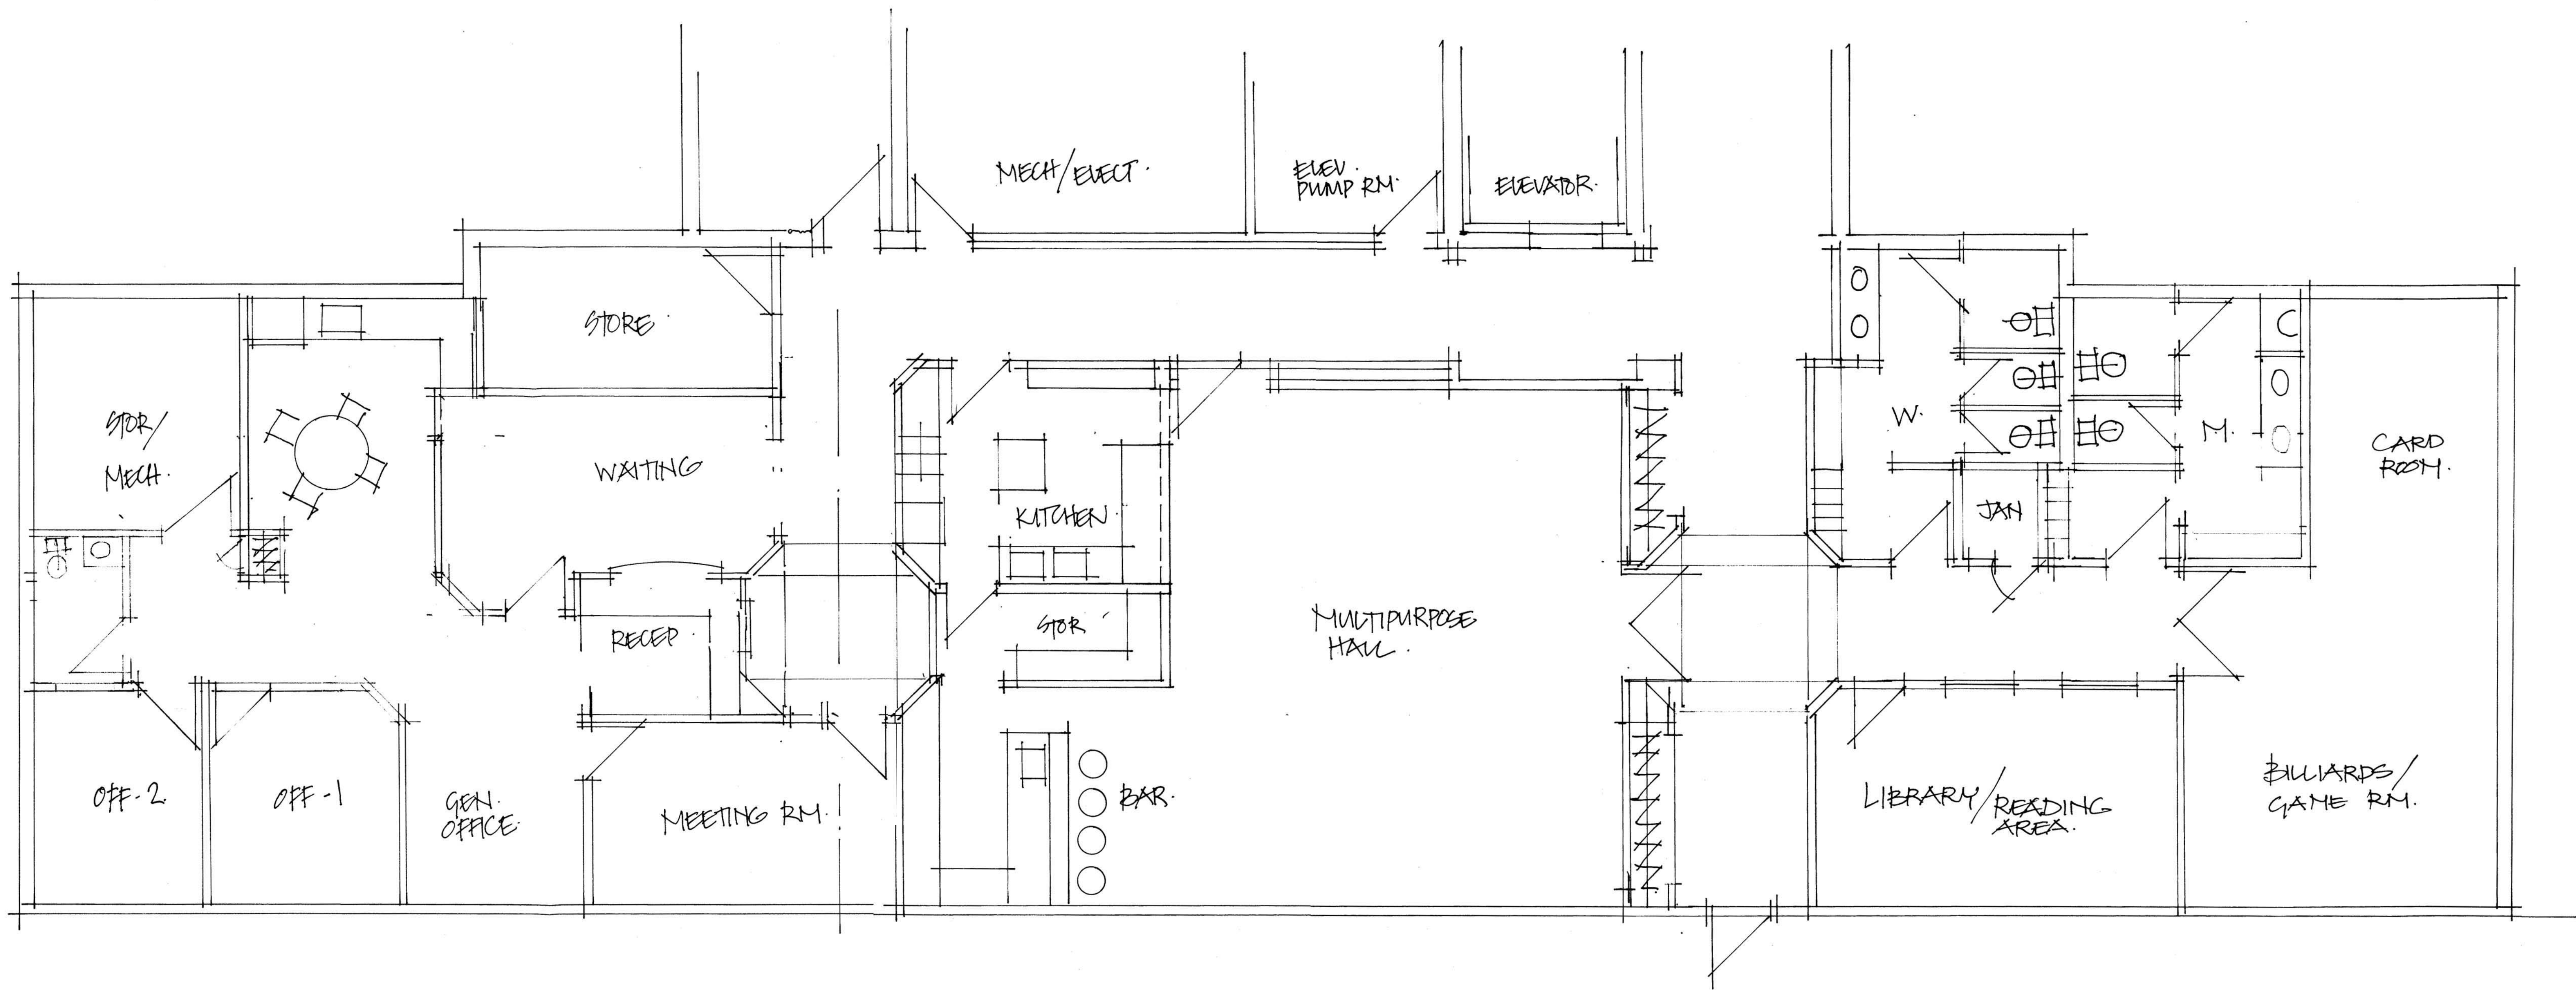 MECH/ELECT.
ELEV.
PUMP RM.
ELEVATOR.
STORE
STOR/
MECH.
WAITING
KITCHEN
W.
M.
CARD
ROOM.
JAN
RECEP.
STOR
MULTIPURPOSE
HALL.
OFF-2.
OFF-1
GEN.
OFFICE.
MEETING RM.
BAR.
LIBRARY/READING
AREA.
BILLIARDS/
GAME RM.